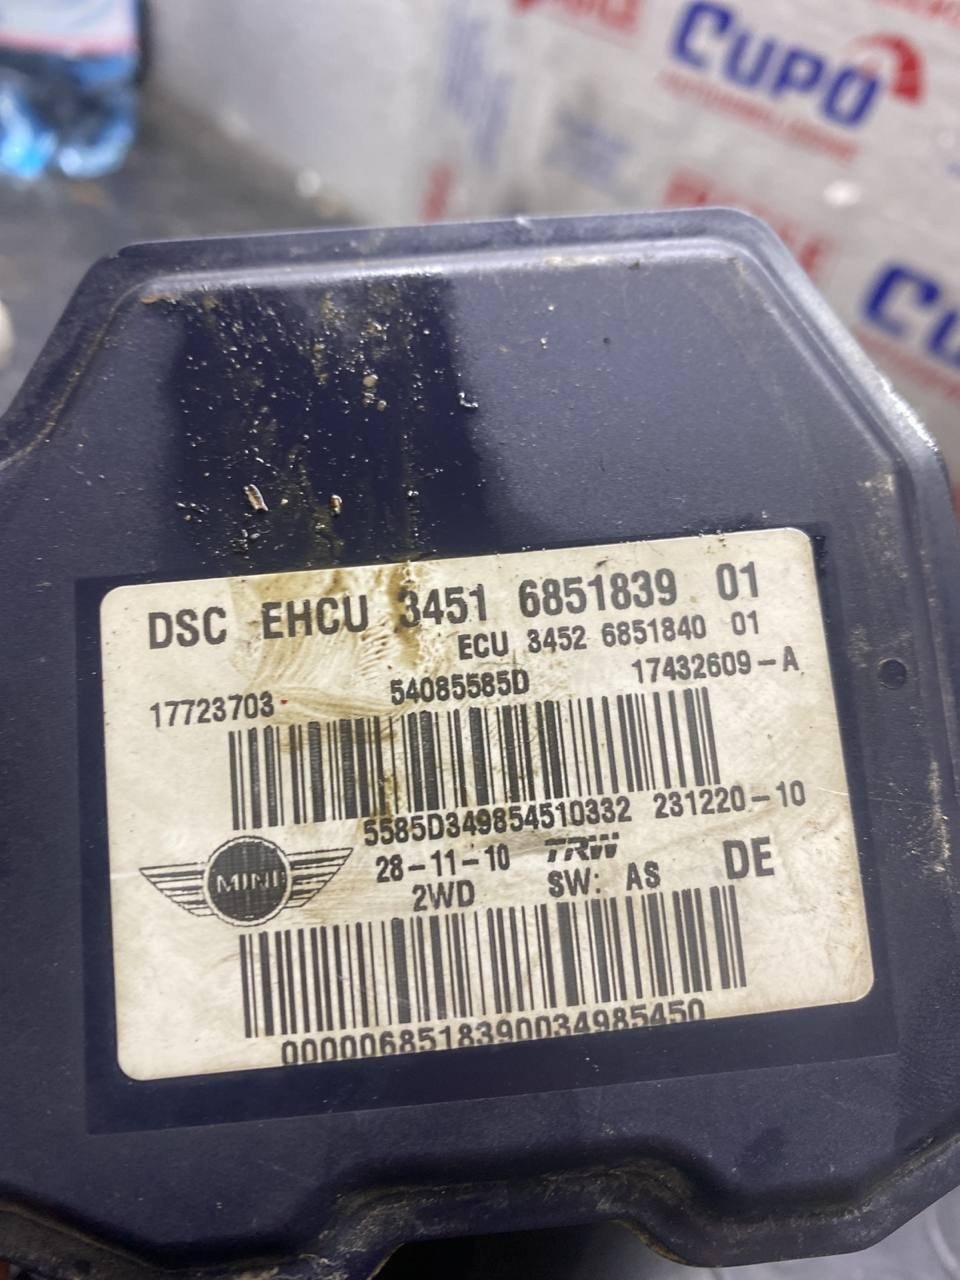 CUPO
DSC EHCU 3451 6851839 01
ECU 3452 6851840 01
17723703 54085585D 17432609-A
5585D349854510332 231220-10
MINI
28-11-10 TRW DE
2WD SW: AS
0000068518390034985450